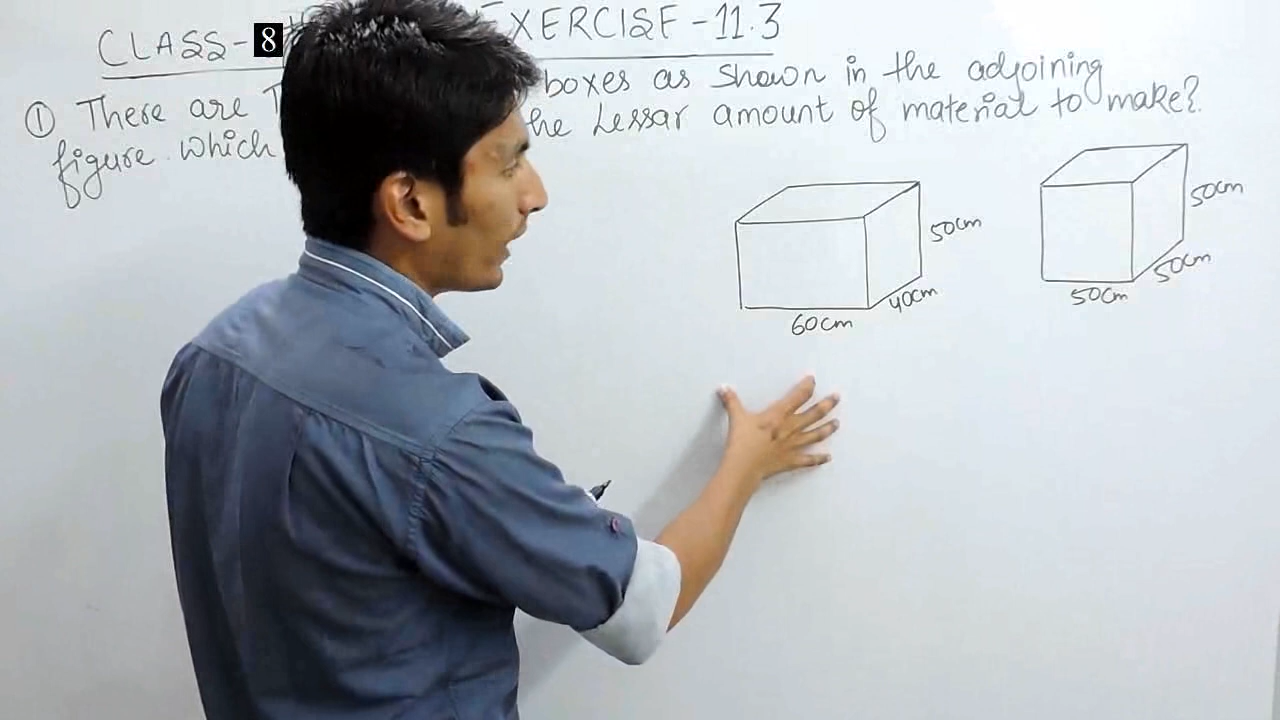 CLASS-8 EXERCISE-11.3
① There are boxes as shown in the adjoining
figure. which the Lessar amount of material to make?
50cm
40cm
60cm
50cm
50cm
50cm